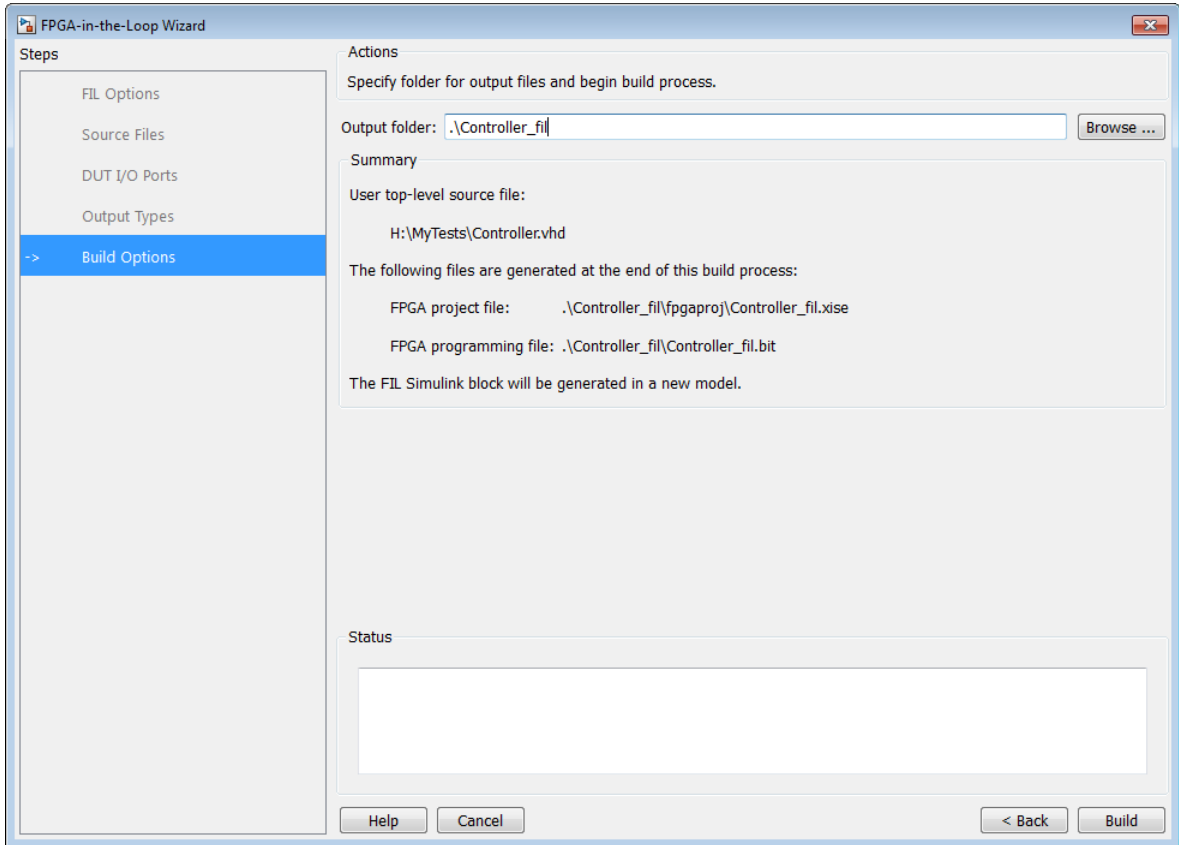 FPGA-in-the-Loop Wizard
Steps
FIL Options
Source Files
DUT I/O Ports
Output Types
-> Build Options
Actions
Specify folder for output files and begin build process.
Output folder: .\Controller_fil Browse ...
Summary
User top-level source file:
H:\MyTests\Controller.vhd
The following files are generated at the end of this build process:
FPGA project file: .\Controller_fil\fpgaproj\Controller_fil.xise
FPGA programming file: .\Controller_fil\Controller_fil.bit
The FIL Simulink block will be generated in a new model.
Status
Help Cancel < Back Build